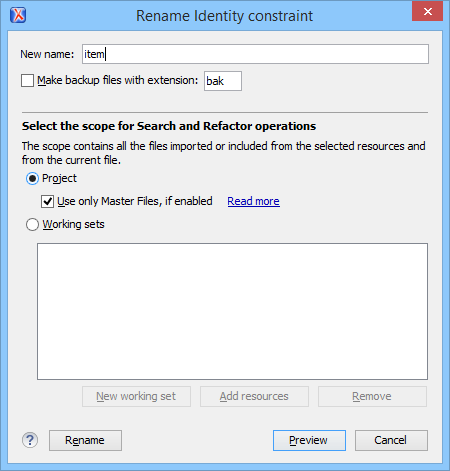 Rename Identity constraint
New name: item
Make backup files with extension: bak
Select the scope for Search and Refactor operations
The scope contains all the files imported or included from the selected resources and
from the current file.
Project
Use only Master Files, if enabled Read more
Working sets
New working set Add resources Remove
? Rename Preview Cancel